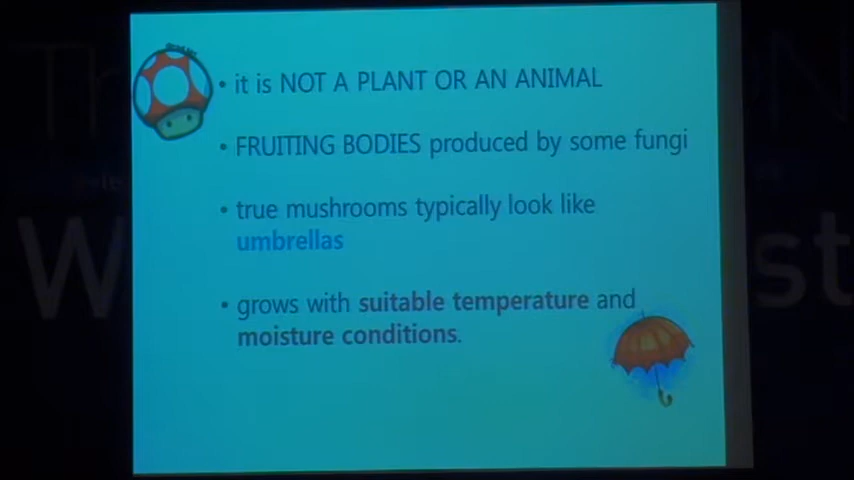 • it is NOT A PLANT OR AN ANIMAL
• FRUITING BODIES produced by some fungi
• true mushrooms typically look like
umbrellas
• grows with suitable temperature and
moisture conditions.